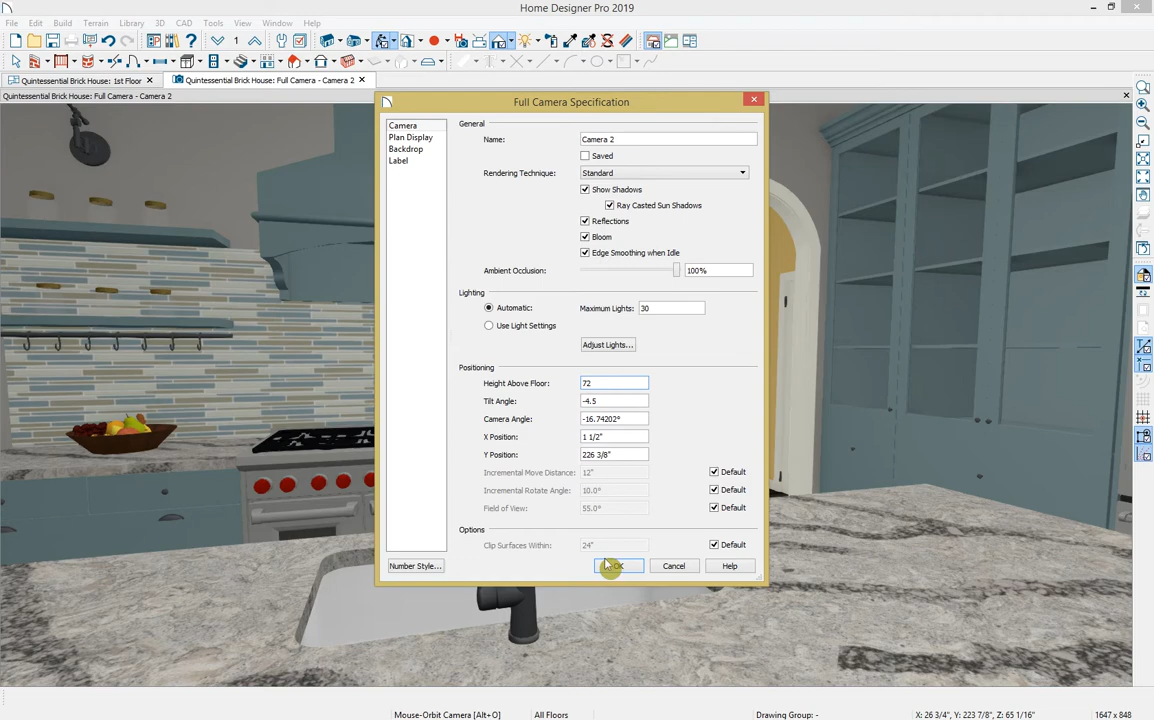 Home Designer Pro 2019
File Edit Build Terrain Library 3D CAD Tools View Window Help
1
Quintessential Brick House: 1st Floor
Quintessential Brick House: Full Camera - Camera 2
Quintessential Brick House: Full Camera - Camera 2
Full Camera Specification
Camera
Plan Display
Backdrop
Label
General
Name: Camera 2
Saved
Rendering Technique: Standard
Show Shadows
Ray Casted Sun Shadows
Reflections
Bloom
Edge Smoothing when Idle
Ambient Occlusion: 100%
Lighting
Automatic: Maximum Lights: 30
Use Light Settings
Adjust Lights...
Positioning
Height Above Floor: 72
Tilt Angle: -4.5
Camera Angle: -16.74202°
X Position: 1 1/2"
Y Position: 226 3/8"
Incremental Move Distance: 12" Default
Incremental Rotate Angle: 10.0° Default
Field of View: 55.0° Default
Options
Clip Surfaces Within: 24" Default
Number Style... OK Cancel Help
Mouse-Orbit Camera [Alt+O] All Floors Drawing Group: - X: 26 3/4", Y: 223 7/8", Z: 65 1/16" 1647 x 848